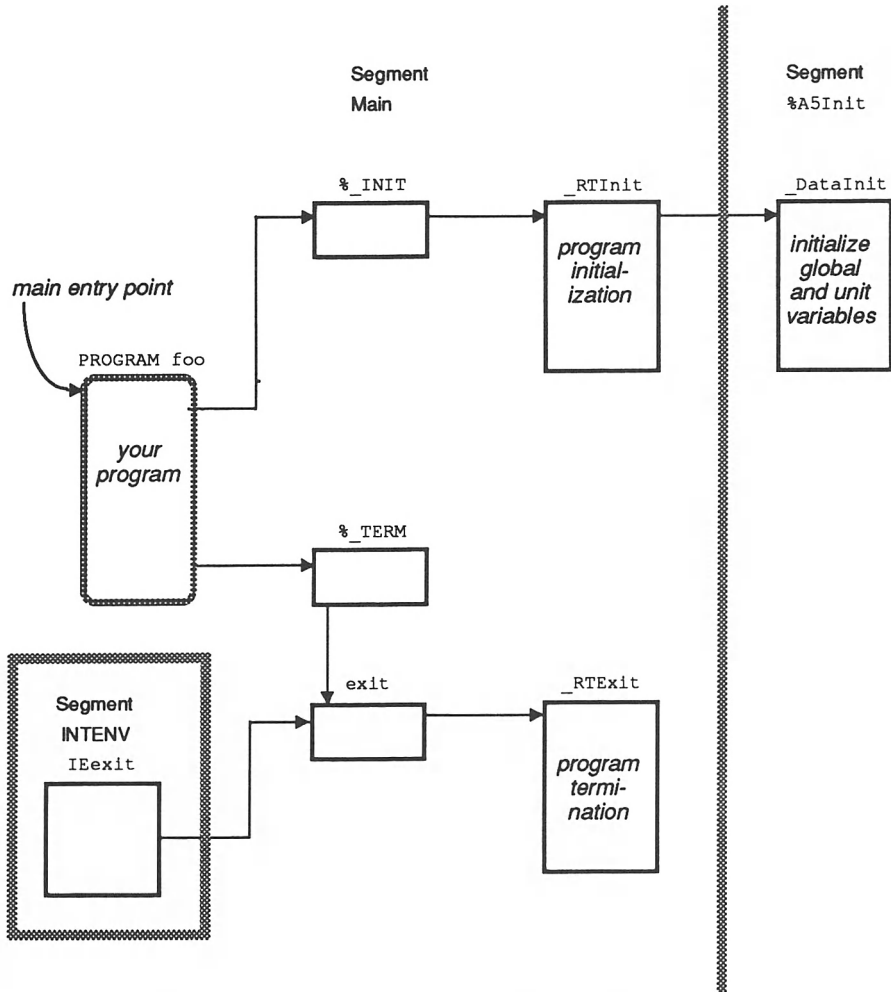 Segment
Main
Segment
%A5Init
%_INIT
_RTInit
_DataInit
program
initial-
ization
initialize
global
and unit
variables
main entry point
PROGRAM foo
your
program
%_TERM
Segment
INTENV
IEexit
exit
_RTExit
program
termi-
nation